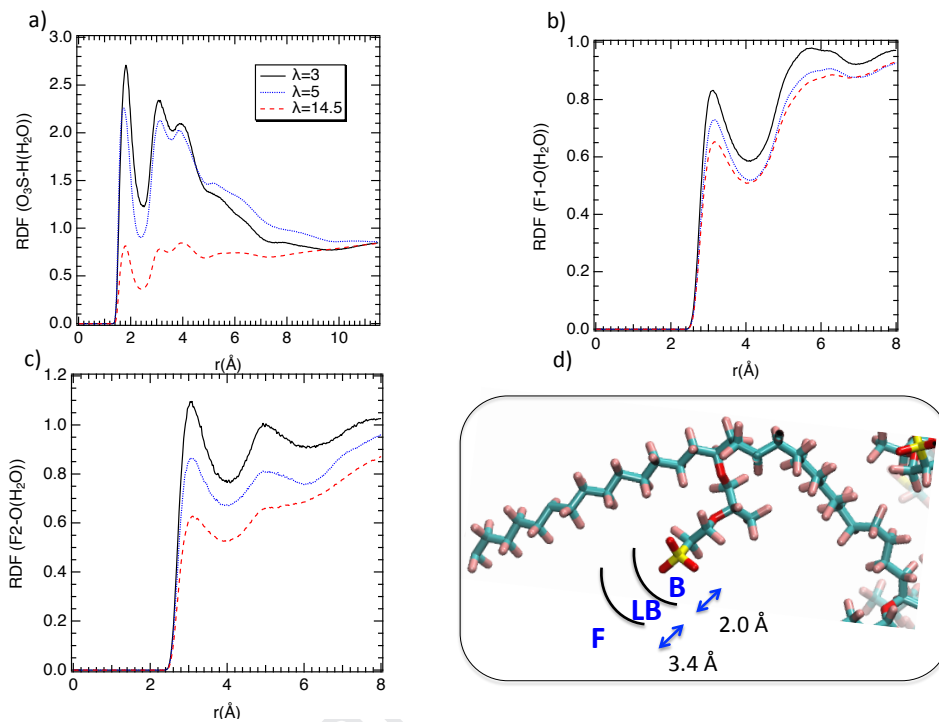 a)
3.0
2.5
2.0
1.5
1.0
0.5
0.0
RDF (O₃S-H(H₂O))
λ=3
λ=5
λ=14.5
0 2 4 6 8 10
r(Å)
b)
1.0
0.8
0.6
0.4
0.2
0.0
RDF (F1-O(H₂O))
0 2 4 6 8
r(Å)
c)
1.2
1.0
0.8
0.6
0.4
0.2
0.0
RDF (F2-O(H₂O))
0 2 4 6 8
r(Å)
d)
B
LB
F
2.0 Å
3.4 Å